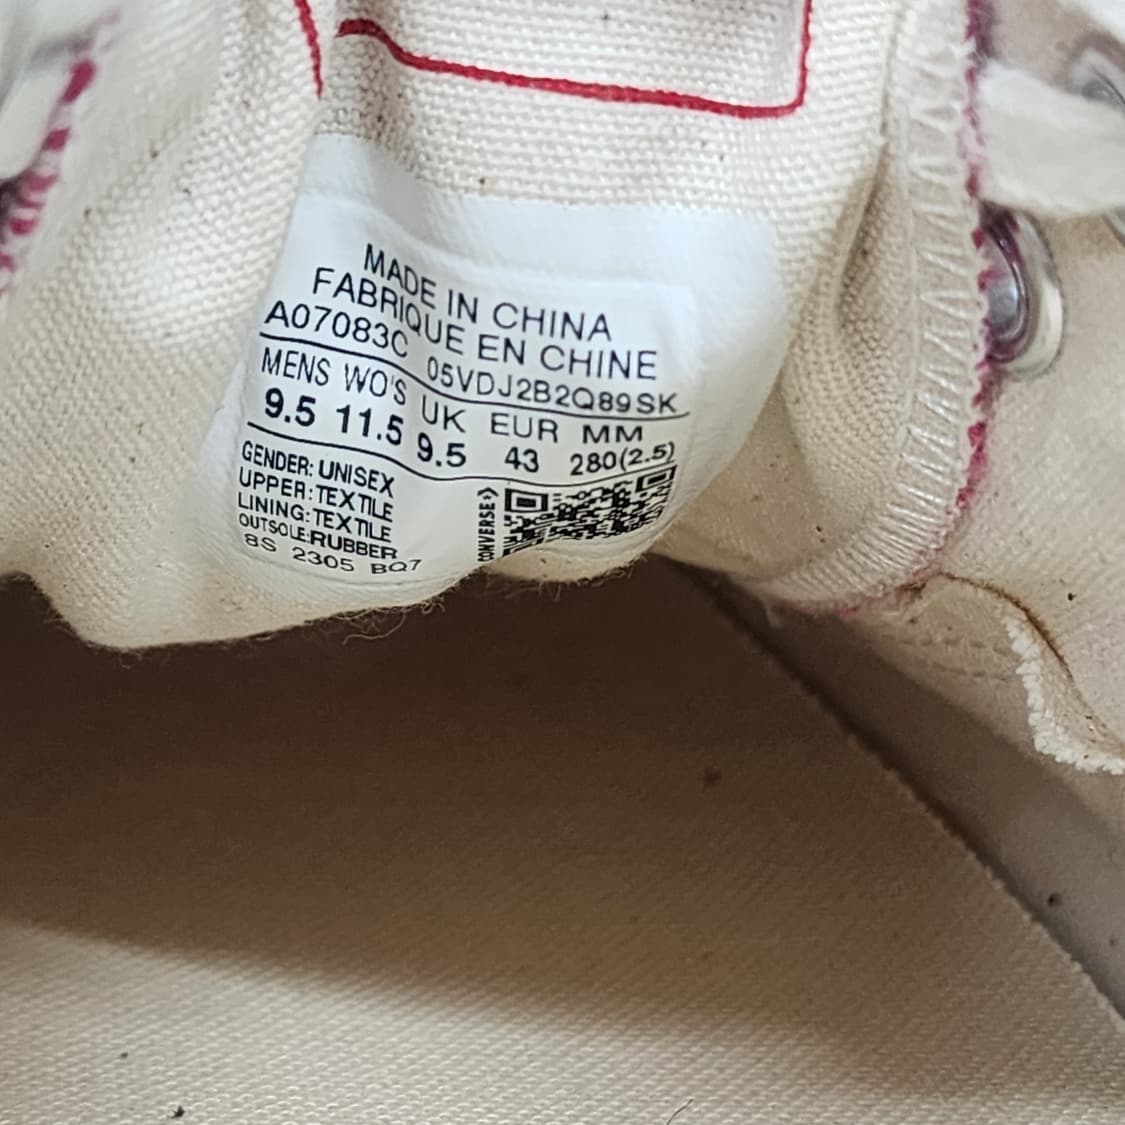 MADE IN CHINA
FABRIQUE EN CHINE
A07083C 05VDJ2B2Q89SK
MENS WO'S UK EUR MM
9.5 11.5 9.5 43 280(2.5)
GENDER: UNISEX
UPPER: TEXTILE
LINING: TEXTILE
OUTSOLE:RUBBER
8S 2305 BQ7
CONVERSE